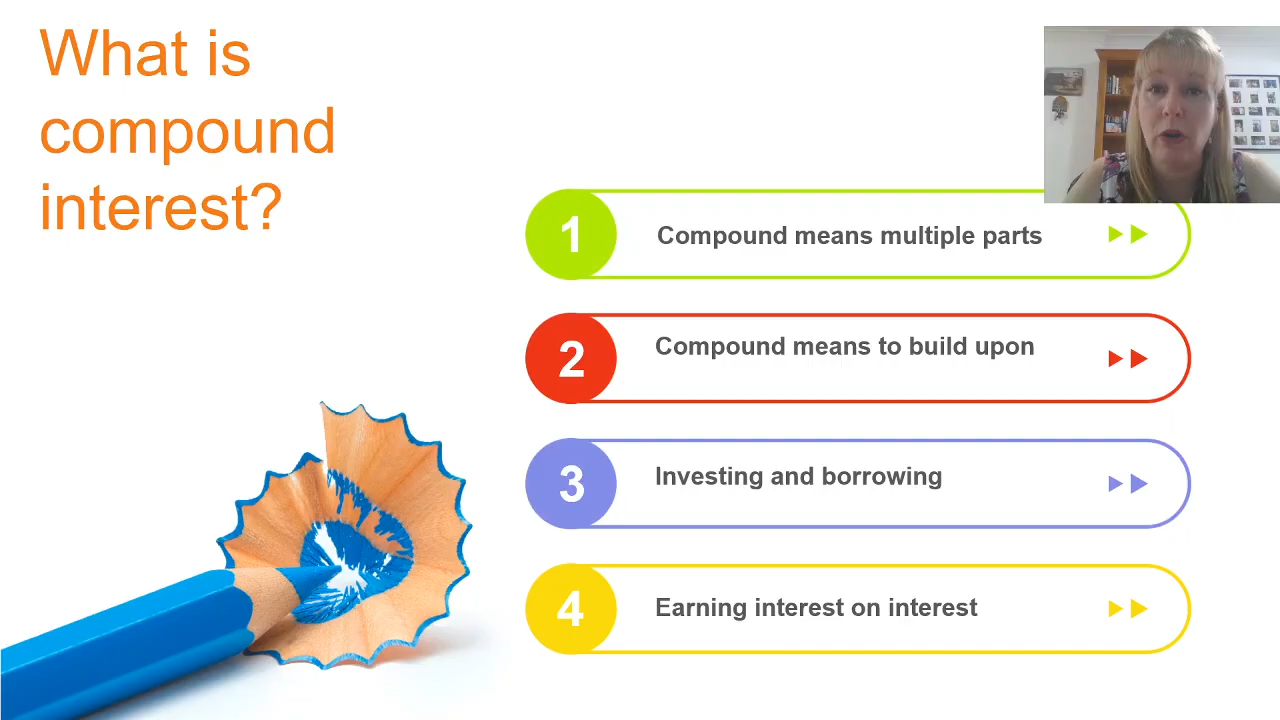 What is
compound
interest?
1
Compound means multiple parts
2
Compound means to build upon
3
Investing and borrowing
4
Earning interest on interest